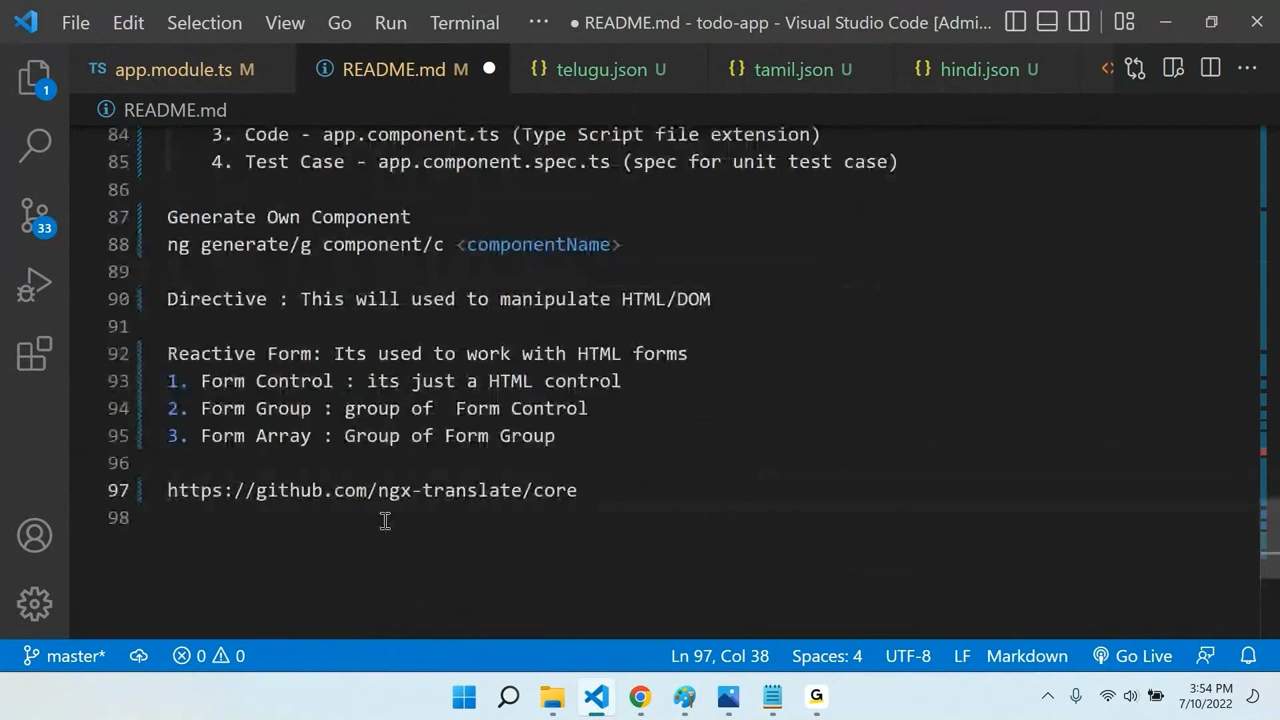 File Edit Selection View Go Run Terminal ··· ● README.md - todo-app - Visual Studio Code [Admi...
TS app.module.ts M README.md M {} telugu.json U {} tamil.json U {} hindi.json U ···
1
README.md
84 3. Code - app.component.ts (Type Script file extension)
85 4. Test Case - app.component.spec.ts (spec for unit test case)
86
87 Generate Own Component
33
88 ng generate/g component/c <componentName>
89
90 Directive : This will used to manipulate HTML/DOM
91
92 Reactive Form: Its used to work with HTML forms
93 1. Form Control : its just a HTML control
94 2. Form Group : group of  Form Control
95 3. Form Array : Group of Form Group
96
97 https://github.com/ngx-translate/core
98
master* 0 0 Ln 97, Col 38 Spaces: 4 UTF-8 LF Markdown Go Live
G
3:54 PM
7/10/2022